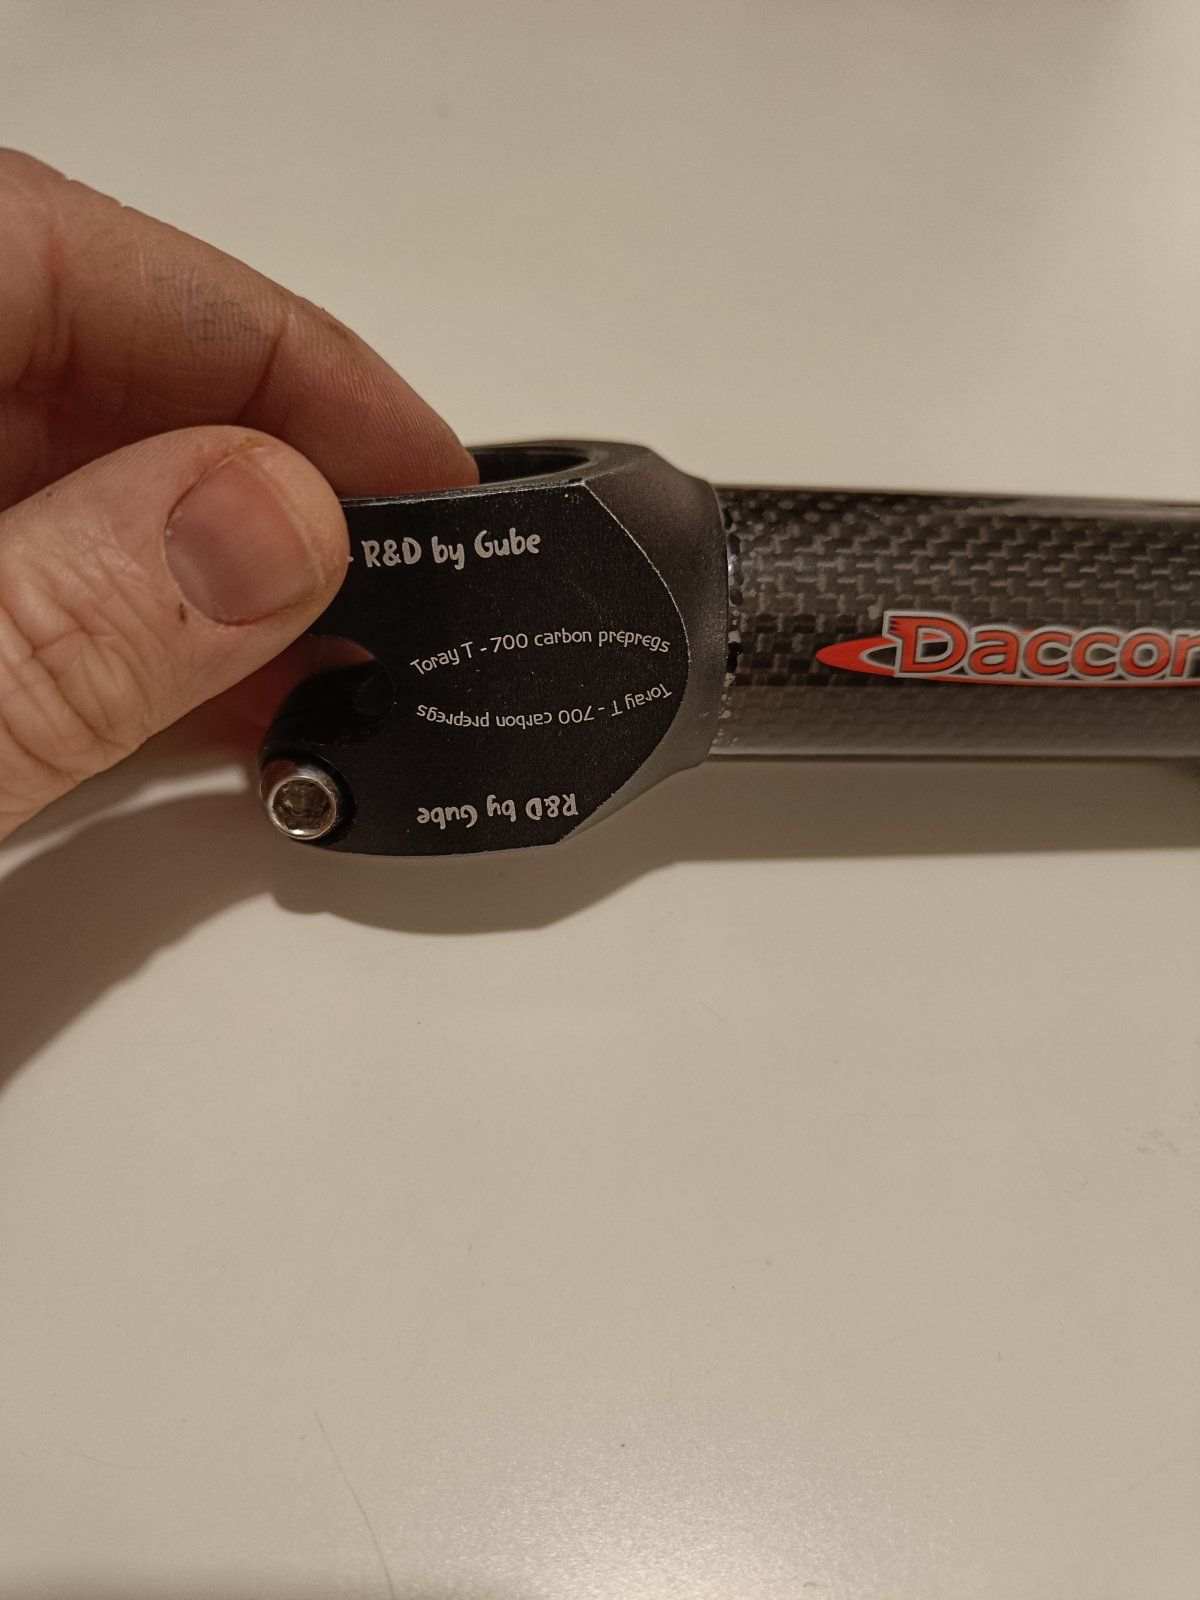 - R&D by Gube
Toray T - 700 carbon prepregs
Toray T - 700 carbon prepregs
R&D by Gube
Daccor